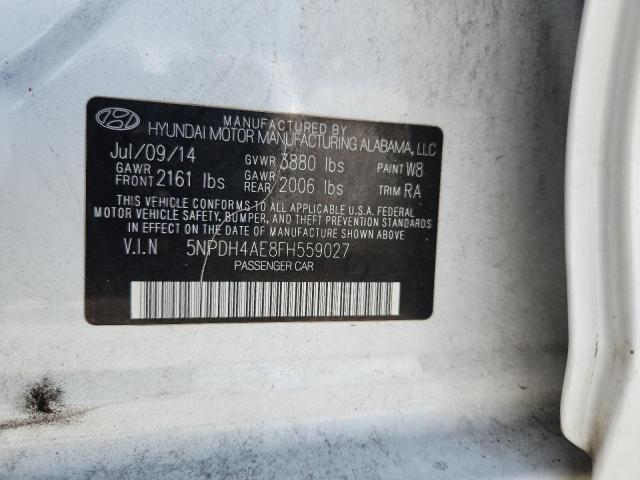 MANUFACTURED BY
HYUNDAI MOTOR MANUFACTURING ALABAMA, LLC
Jul/09/14 GVWR 3880 lbs PAINT W8
GAWR FRONT 2161 lbs GAWR REAR 2006 lbs TRIM RA
THIS VEHICLE CONFORMS TO ALL APPLICABLE U.S.A. FEDERAL
MOTOR VEHICLE SAFETY, BUMPER, AND THEFT PREVENTION STANDARDS
IN EFFECT ON THE DATE OF MANUFACTURE SHOWN ABOVE.
V.I.N 5NPDH4AE8FH559027
PASSENGER CAR